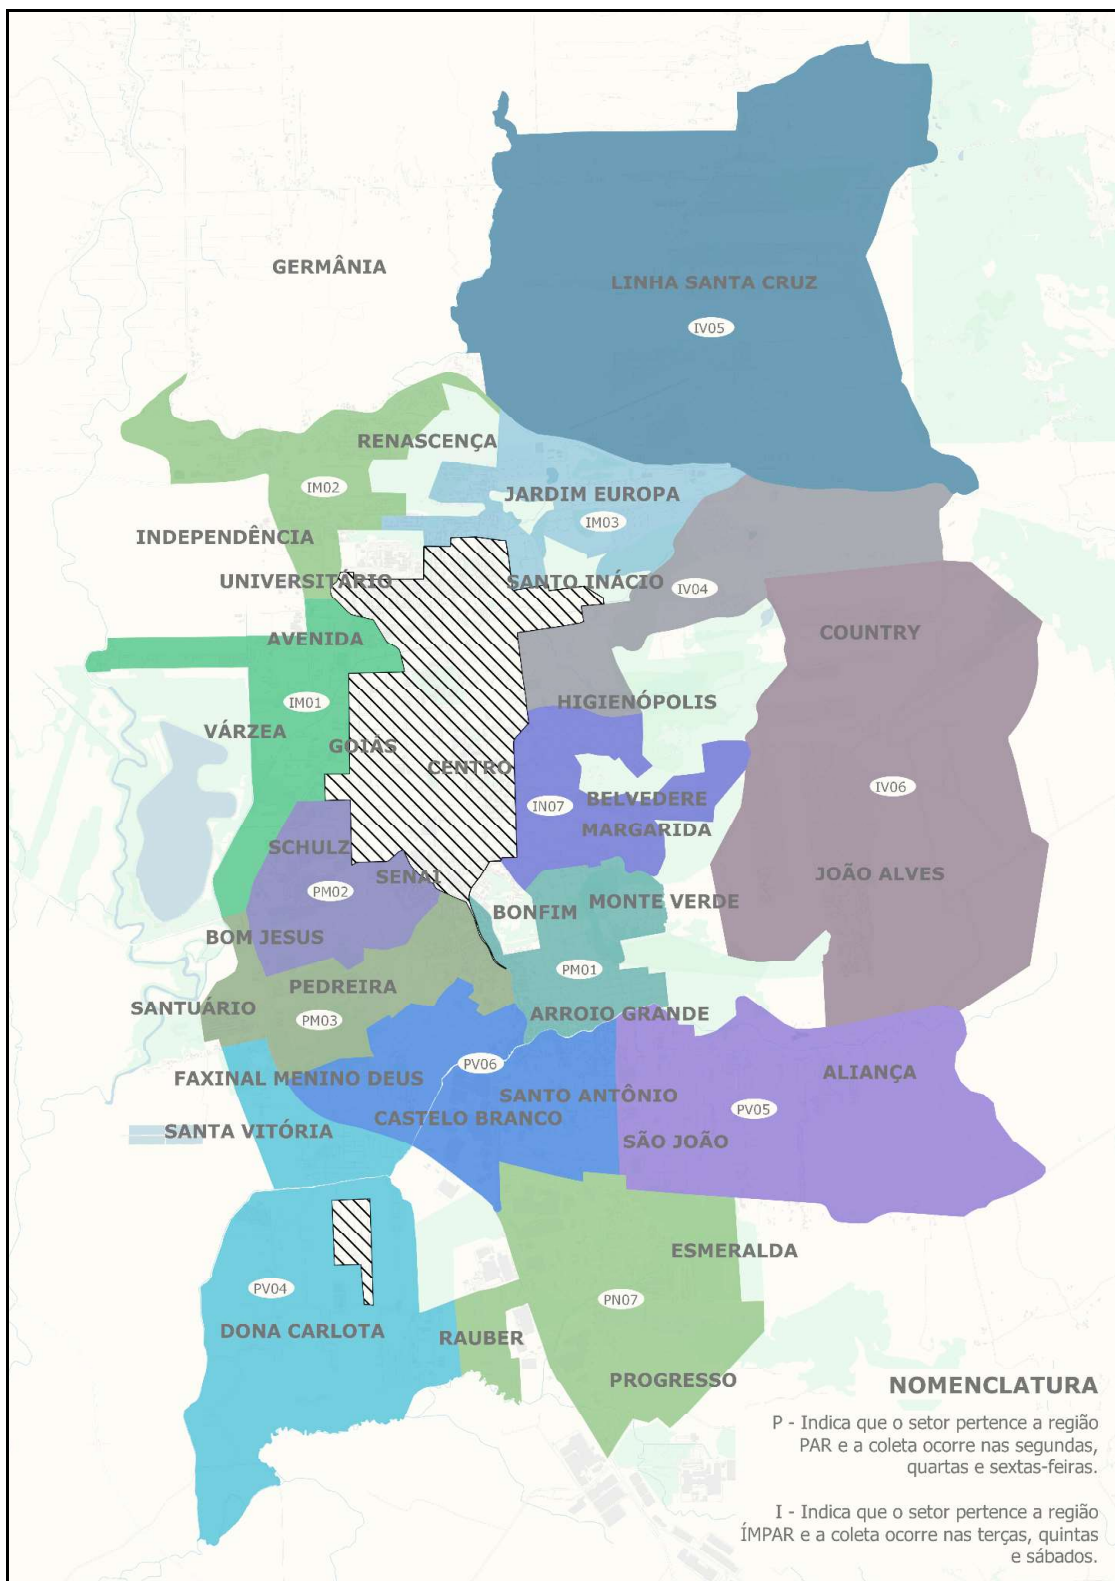 GERMÂNIA
LINHA SANTA CRUZ
IV05
RENASCENÇA
IM02
JARDIM EUROPA
IM03
INDEPENDÊNCIA
UNIVERSITÁRIO
SANTO INÁCIO
IV04
AVENIDA
COUNTRY
IM01
HIGIENÓPOLIS
VÁRZEA
GOIÁS
CENTRO
IV06
IN07
BELVEDERE
MARGARIDA
SCHULZ
SENAI
JOÃO ALVES
PM02
MONTE VERDE
BONFIM
BOM JESUS
PM01
PEDREIRA
SANTUÁRIO
PM03
ARROIO GRANDE
PV06
FAXINAL MENINO DEUS
ALIANÇA
SANTO ANTÔNIO
PV05
CASTELO BRANCO
SANTA VITÓRIA
SÃO JOÃO
ESMERALDA
PV04
PN07
DONA CARLOTA
RAUBER
PROGRESSO
NOMENCLATURA
P - Indica que o setor pertence a região
PAR e a coleta ocorre nas segundas,
quartas e sextas-feiras.
I - Indica que o setor pertence a região
ÍMPAR e a coleta ocorre nas terças, quintas
e sábados.